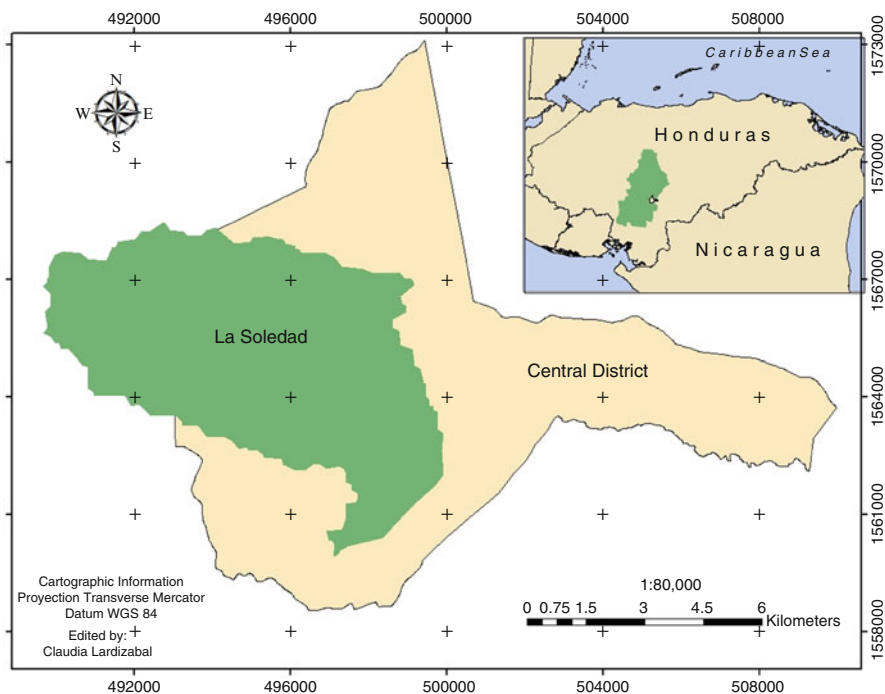 492000 496000 500000 504000 508000
1573000
1570000
1567000
1564000
1561000
1558000
N
W E
S
Caribbean Sea
Honduras
Nicaragua
La Soledad
Central District
Cartographic Information
Proyection Transverse Mercator
Datum WGS 84
Edited by:
Claudia Lardizabal
1:80,000
0 0.75 1.5 3 4.5 6
Kilometers
492000 496000 500000 504000 508000